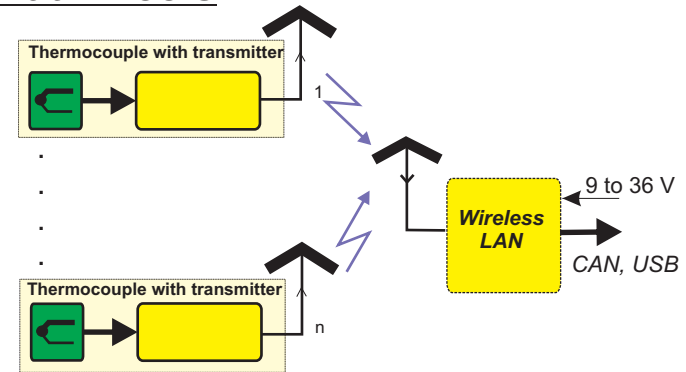 Thermocouple with transmitter
1
9 to 36 V
Wireless
LAN
CAN, USB
Thermocouple with transmitter
n